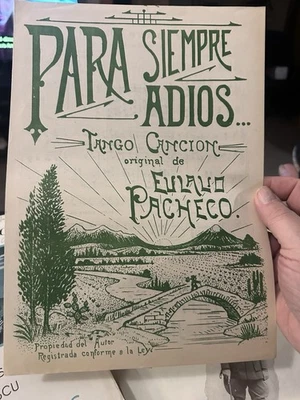 PARA SIEMPRE
ADIOS...
TANGO CANCION
original de
EULALIO
PACHECO.
Propiedad del Autor
Registrada conforme a la Ley.